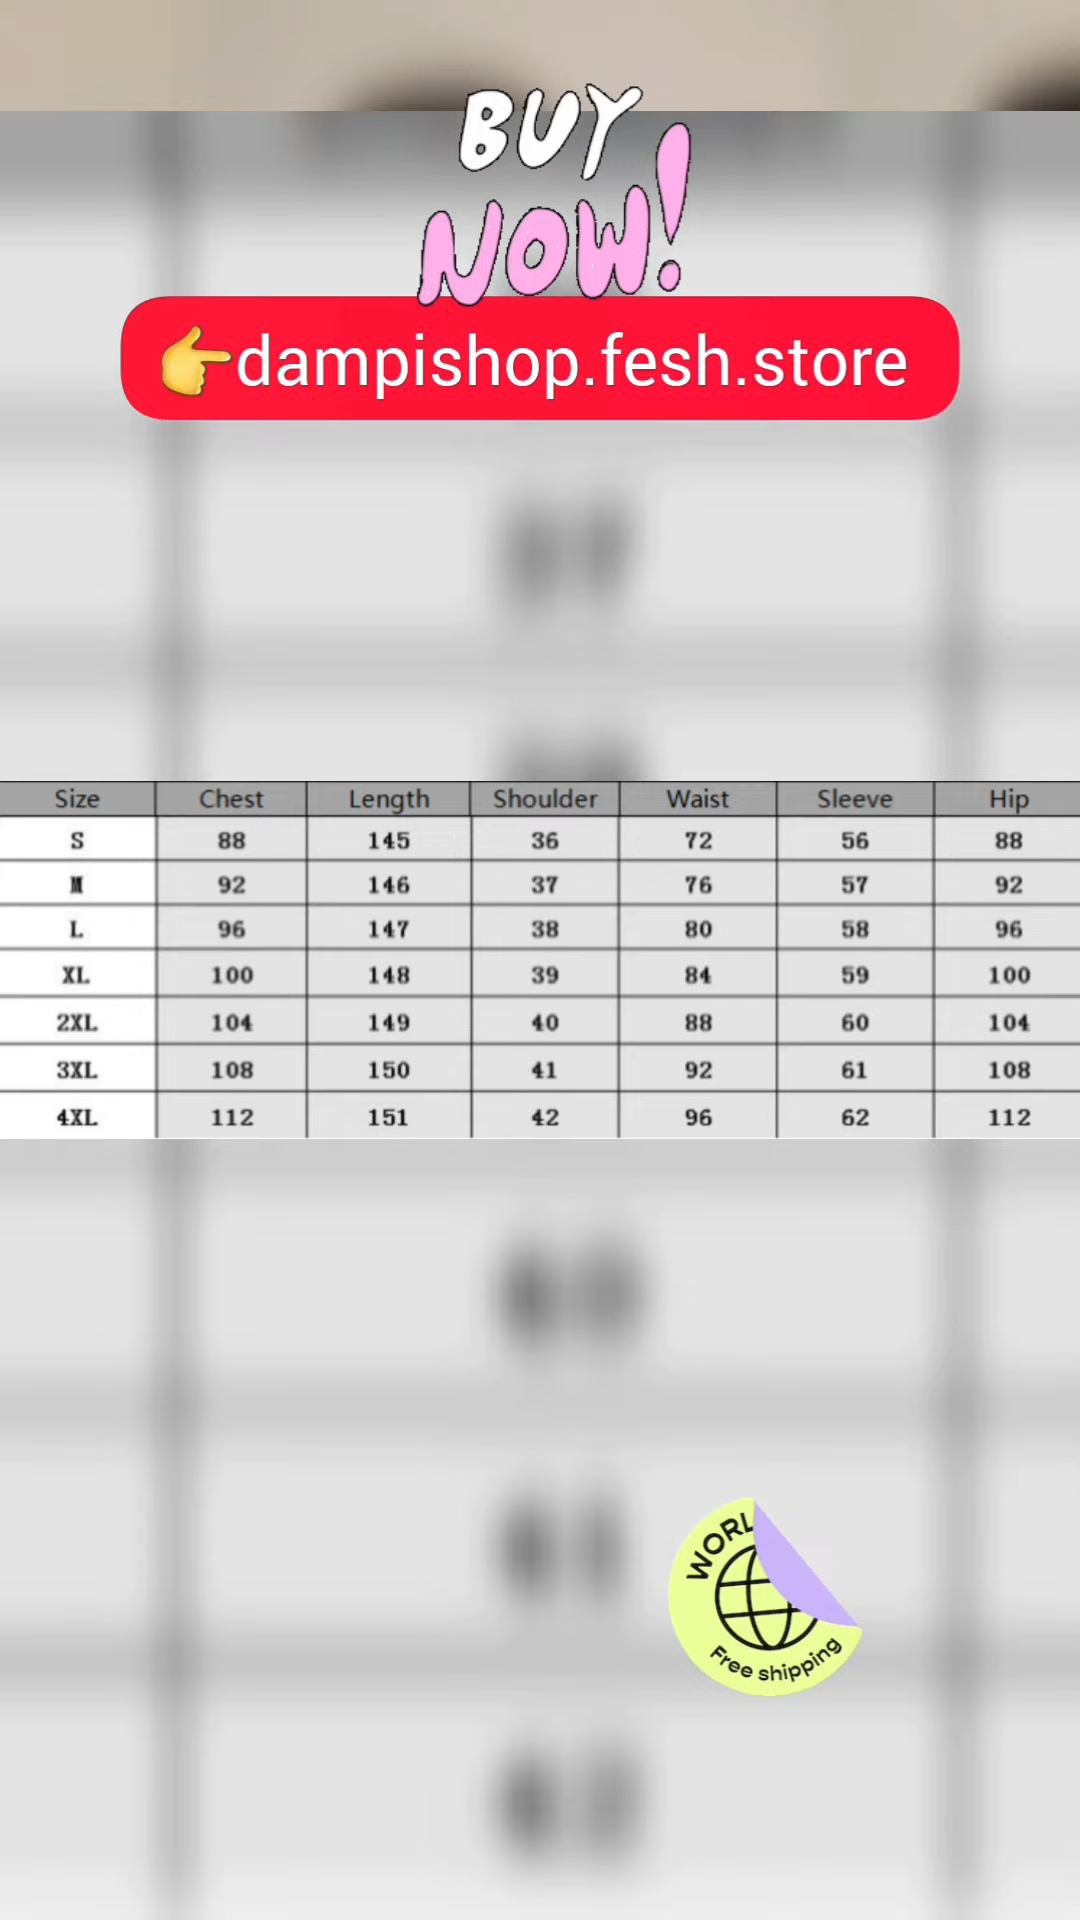 BUY
NOW!
👉dampishop.fesh.store
Size Chest Length Shoulder Waist Sleeve Hip
S 88 145 36 72 56 88
M 92 146 37 76 57 92
L 96 147 38 80 58 96
XL 100 148 39 84 59 100
2XL 104 149 40 88 60 104
3XL 108 150 41 92 61 108
4XL 112 151 42 96 62 112
WORL
Free shipping